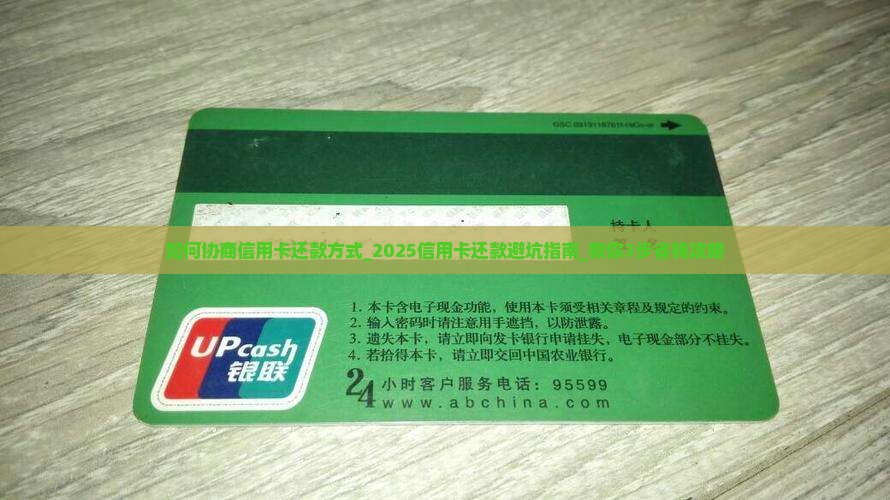 持卡人
如何协商信用卡还款方式_2025信用卡还款避坑指南_
1. 本卡含电子现金功能，使用本卡须受相关章程及规定的约束。
2. 输入密码时请注意用手遮挡，以防泄露。
3. 遗失本卡，请立即向发卡银行申请挂失，电子现金部分不挂失。
4. 若拾得本卡，请立即交回中国农业银行。
UPcash
银联
24小时客户服务电话：95599
www.abchina.com